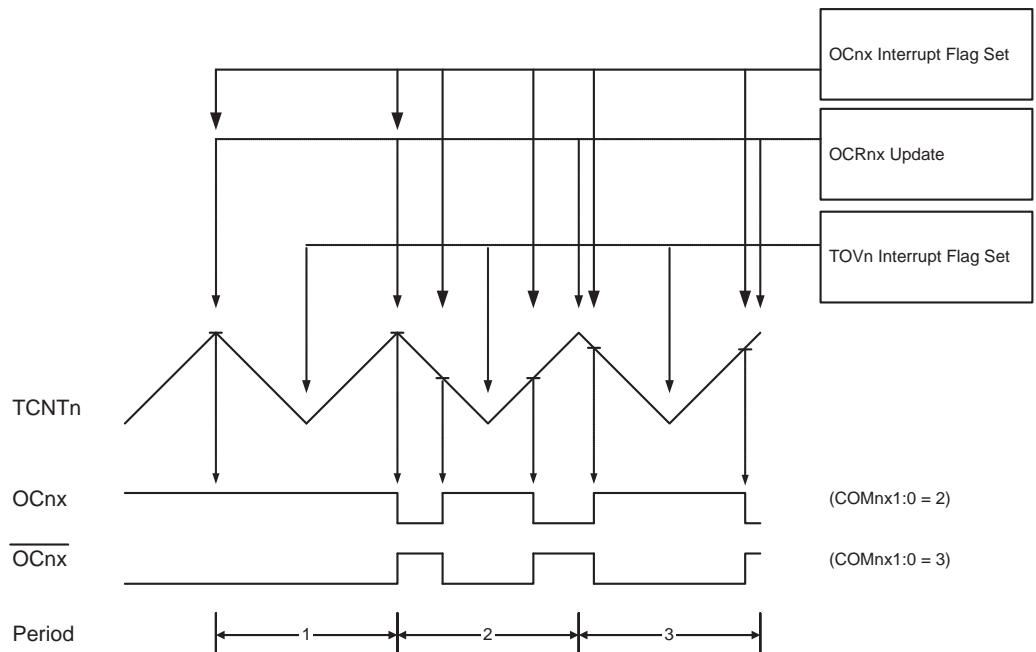 OCnx Interrupt Flag Set
OCRnx Update
TOVn Interrupt Flag Set
TCNTn
OCnx
(COMnx1:0 = 2)
OCnx
(COMnx1:0 = 3)
Period
1
2
3